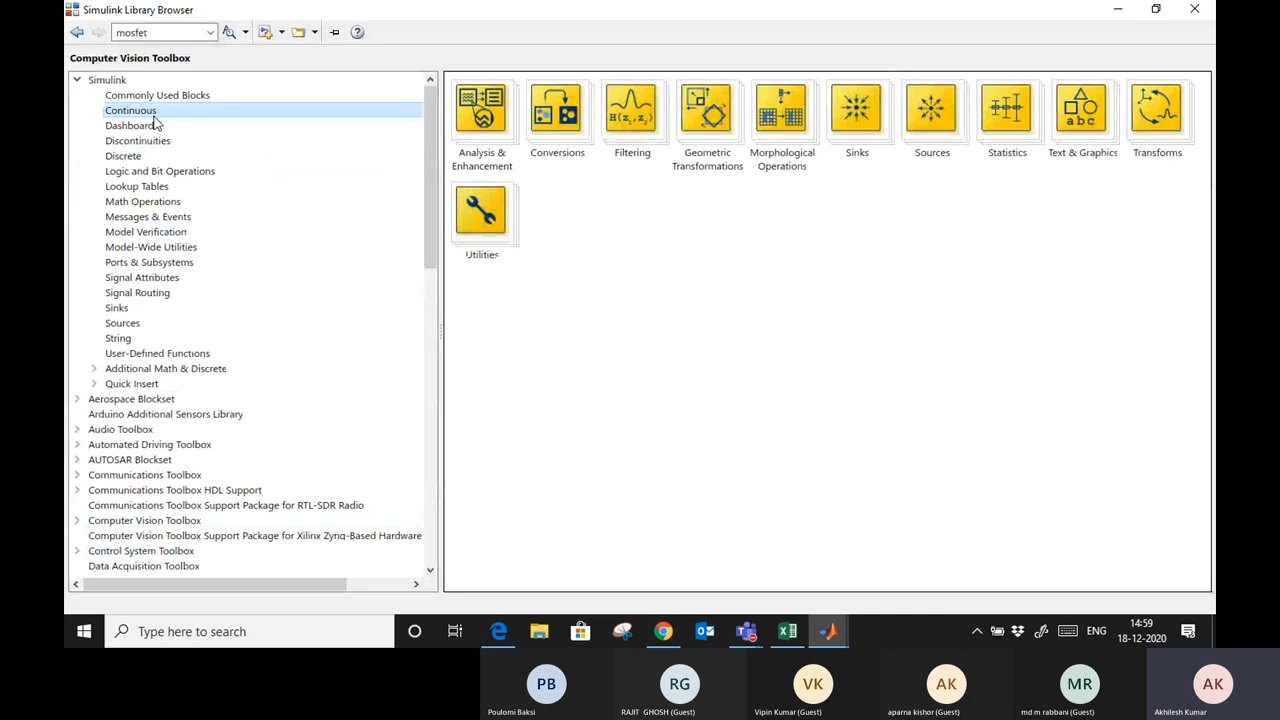 Simulink Library Browser
mosfet
Computer Vision Toolbox
Simulink
Commonly Used Blocks
Continuous
Dashboard
Discontinuities
Discrete
Logic and Bit Operations
Lookup Tables
Math Operations
Messages & Events
Model Verification
Model-Wide Utilities
Ports & Subsystems
Signal Attributes
Signal Routing
Sinks
Sources
String
User-Defined Functions
Additional Math & Discrete
Quick Insert
Aerospace Blockset
Arduino Additional Sensors Library
Audio Toolbox
Automated Driving Toolbox
AUTOSAR Blockset
Communications Toolbox
Communications Toolbox HDL Support
Communications Toolbox Support Package for RTL-SDR Radio
Computer Vision Toolbox
Computer Vision Toolbox Support Package for Xilinx Zynq-Based Hardware
Control System Toolbox
Data Acquisition Toolbox
H(z₁,z₂)
abc
Analysis &
Enhancement
Conversions
Filtering
Geometric
Transformations
Morphological
Operations
Sinks
Sources
Statistics
Text & Graphics
Transforms
Utilities
Type here to search
ENG
14:59
18-12-2020
PB
RG
VK
AK
MR
AK
Poulomi Baksi
RAJIT GHOSH (Guest)
Vipin Kumar (Guest)
aparna kishor (Guest)
md m rabbani (Guest)
Akhilesh Kumar